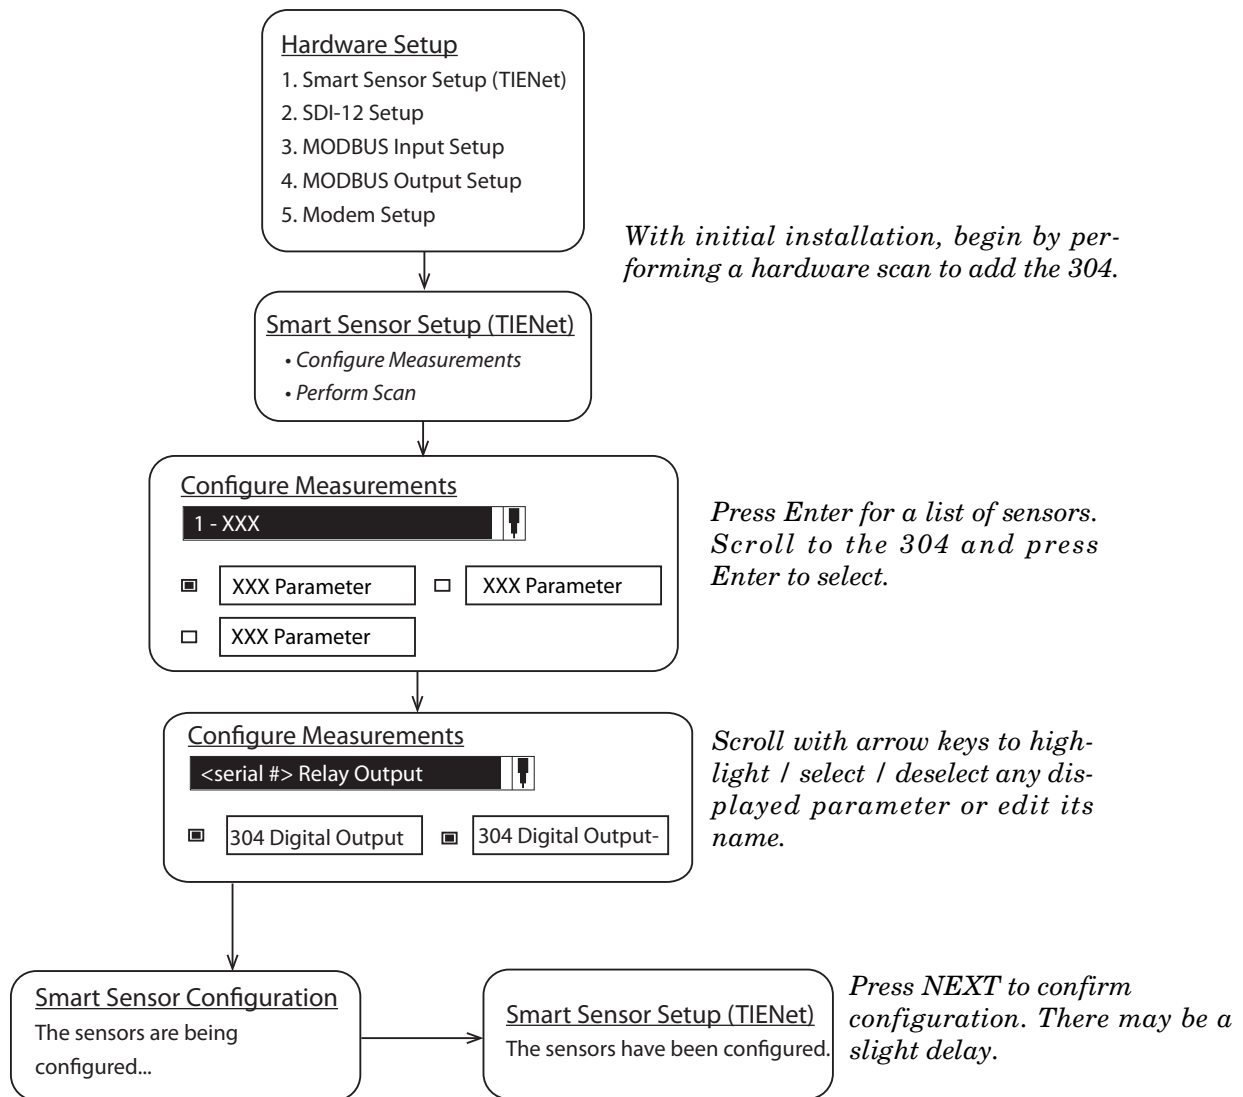 Hardware Setup
1. Smart Sensor Setup (TIENet)
2. SDI-12 Setup
3. MODBUS Input Setup
4. MODBUS Output Setup
5. Modem Setup
With initial installation, begin by per-
forming a hardware scan to add the 304.
Smart Sensor Setup (TIENet)
• Configure Measurements
• Perform Scan
Configure Measurements
1 - XXX
XXX Parameter XXX Parameter
XXX Parameter
Press Enter for a list of sensors.
Scroll to the 304 and press
Enter to select.
Configure Measurements
<serial #> Relay Output
304 Digital Output 304 Digital Output-
Scroll with arrow keys to high-
light / select / deselect any dis-
played parameter or edit its
name.
Smart Sensor Configuration
The sensors are being
configured...
Smart Sensor Setup (TIENet)
The sensors have been configured.
Press NEXT to confirm
configuration. There may be a
slight delay.